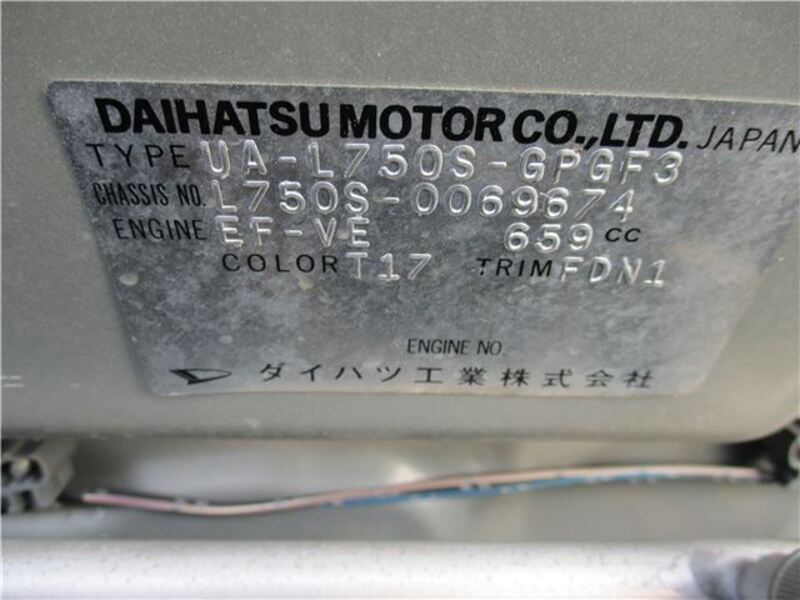 DAIHATSU MOTOR CO.,LTD. JAPAN
TYPE UA-L750S-GPGF3
CHASSIS NO. L750S-0069674
ENGINE EF-VE 659 CC
COLOR T17 TRIM FDN1
ENGINE NO.
ダイハツ工業株式会社